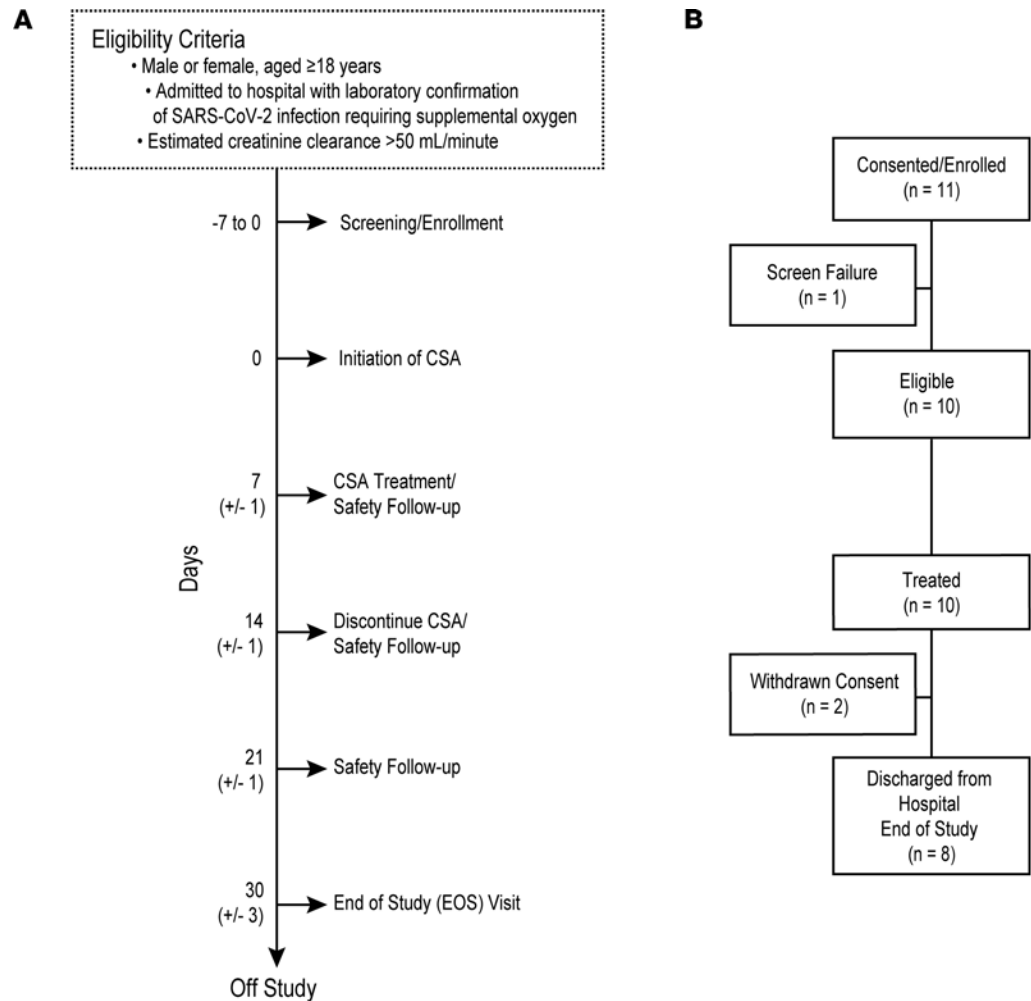 A
Eligibility Criteria
• Male or female, aged ≥18 years
• Admitted to hospital with laboratory confirmation
of SARS-CoV-2 infection requiring supplemental oxygen
• Estimated creatinine clearance >50 mL/minute
-7 to 0
Screening/Enrollment
0
Initiation of CSA
7
(+/- 1)
CSA Treatment/
Safety Follow-up
Days
14
(+/- 1)
Discontinue CSA/
Safety Follow-up
21
(+/- 1)
Safety Follow-up
30
(+/- 3)
End of Study (EOS) Visit
Off Study
B
Consented/Enrolled
(n = 11)
Screen Failure
(n = 1)
Eligible
(n = 10)
Treated
(n = 10)
Withdrawn Consent
(n = 2)
Discharged from
Hospital
End of Study
(n = 8)